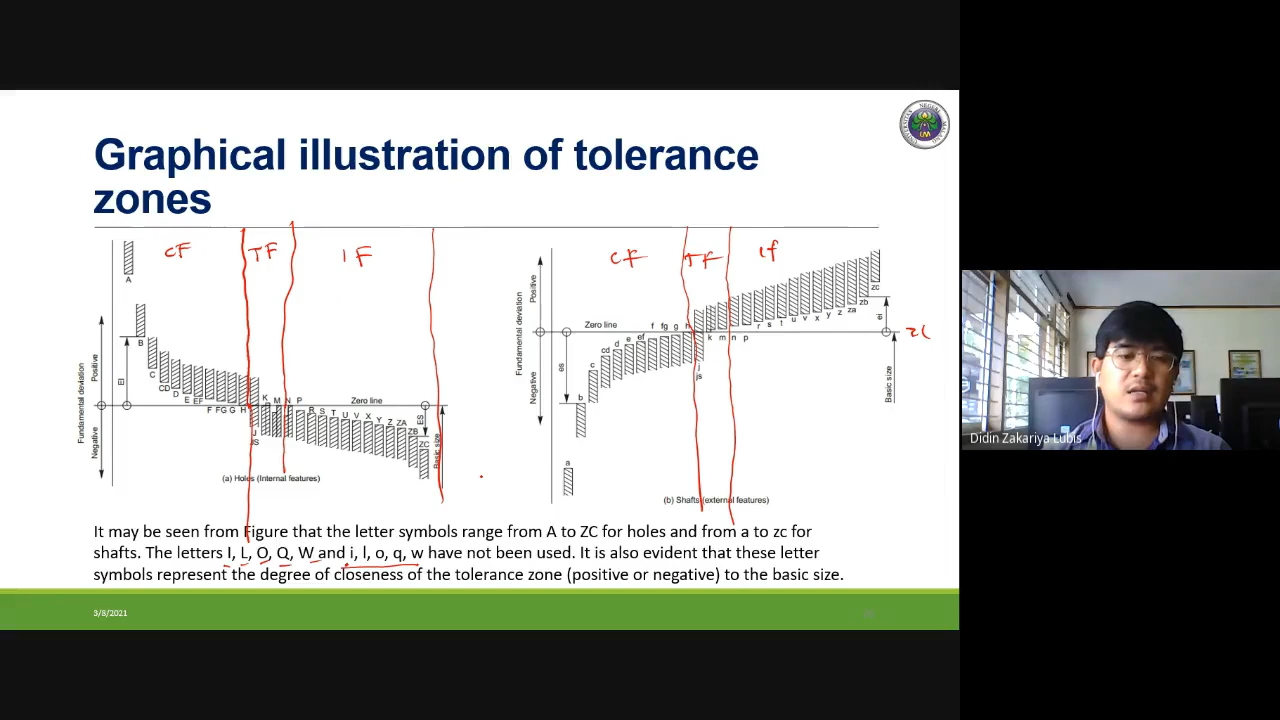 Graphical illustration of tolerance
zones
CF TF IF
CF TF If
A
B
C
CD
D
E EF
F FG G H
J
JS
K M N P
R S T U V X Y Z ZA ZB ZC
Zero line
Fundamental deviation
Positive
Negative
EI
ES
Basic size
(a) Holes (Internal features)
Fundamental deviation
Positive
Negative
Zero line
es
a
b
c
cd
d
e
ef
f fg g h
j
js
k m n p
r s t u v x y z za zb zc
ei
Basic size
(b) Shafts (external features)
It may be seen from Figure that the letter symbols range from A to ZC for holes and from a to zc for
shafts. The letters I, L, O, Q, W and i, l, o, q, w have not been used. It is also evident that these letter
symbols represent the degree of closeness of the tolerance zone (positive or negative) to the basic size.
3/8/2021
UNIVERSITAS NEGERI MALANG
UM
Didin Zakariya Lubis